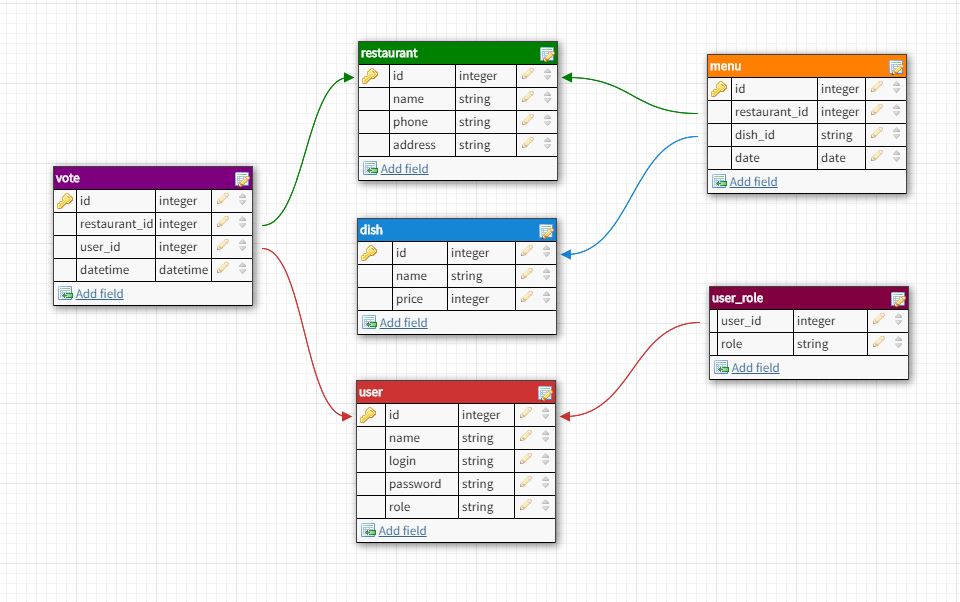 restaurant
id integer
name string
phone string
address string
Add field
menu
id integer
restaurant_id integer
dish_id string
date date
Add field
vote
id integer
restaurant_id integer
user_id integer
datetime datetime
Add field
dish
id integer
name string
price integer
Add field
user_role
user_id integer
role string
Add field
user
id integer
name string
login string
password string
role string
Add field